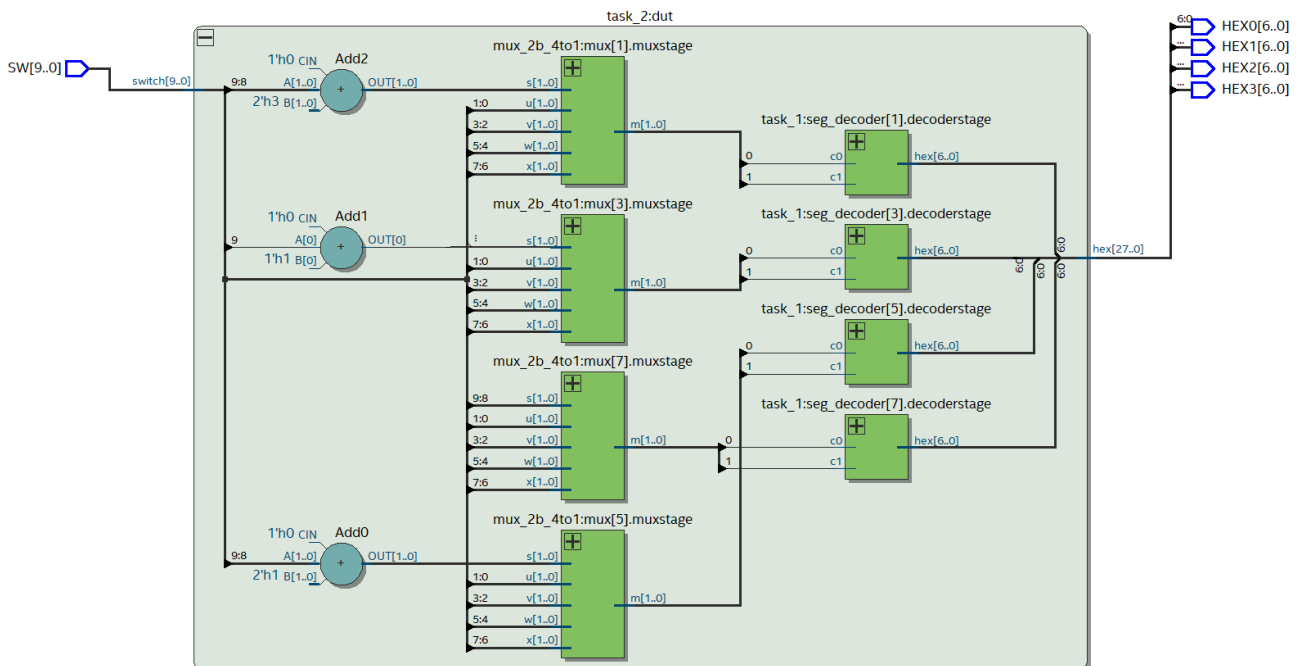 task_2:dut
SW[9..0]
switch[9..0]
9:8
1'h0 CIN
Add2
A[1..0]
OUT[1..0]
2'h3 B[1..0]
mux_2b_4to1:mux[1].muxstage
s[1..0]
1:0 u[1..0]
3:2 v[1..0]
5:4 w[1..0]
7:6 x[1..0]
m[1..0]
task_1:seg_decoder[1].decoderstage
0 c0
1 c1
hex[6..0]
1'h0 CIN
Add1
9
A[0]
OUT[0]
1'h1 B[0]
mux_2b_4to1:mux[3].muxstage
s[1..0]
1:0 u[1..0]
3:2 v[1..0]
5:4 w[1..0]
7:6 x[1..0]
m[1..0]
task_1:seg_decoder[3].decoderstage
0 c0
1 c1
hex[6..0]
mux_2b_4to1:mux[7].muxstage
9:8 s[1..0]
1:0 u[1..0]
3:2 v[1..0]
5:4 w[1..0]
7:6 x[1..0]
m[1..0]
task_1:seg_decoder[5].decoderstage
0 c0
1 c1
hex[6..0]
task_1:seg_decoder[7].decoderstage
0 c0
1 c1
hex[6..0]
1'h0 CIN
Add0
9:8
A[1..0]
OUT[1..0]
2'h1 B[1..0]
mux_2b_4to1:mux[5].muxstage
s[1..0]
1:0 u[1..0]
3:2 v[1..0]
5:4 w[1..0]
7:6 x[1..0]
m[1..0]
6:0
6:0
6:0
6:0
hex[27..0]
6:0 HEX0[6..0]
... HEX1[6..0]
... HEX2[6..0]
... HEX3[6..0]